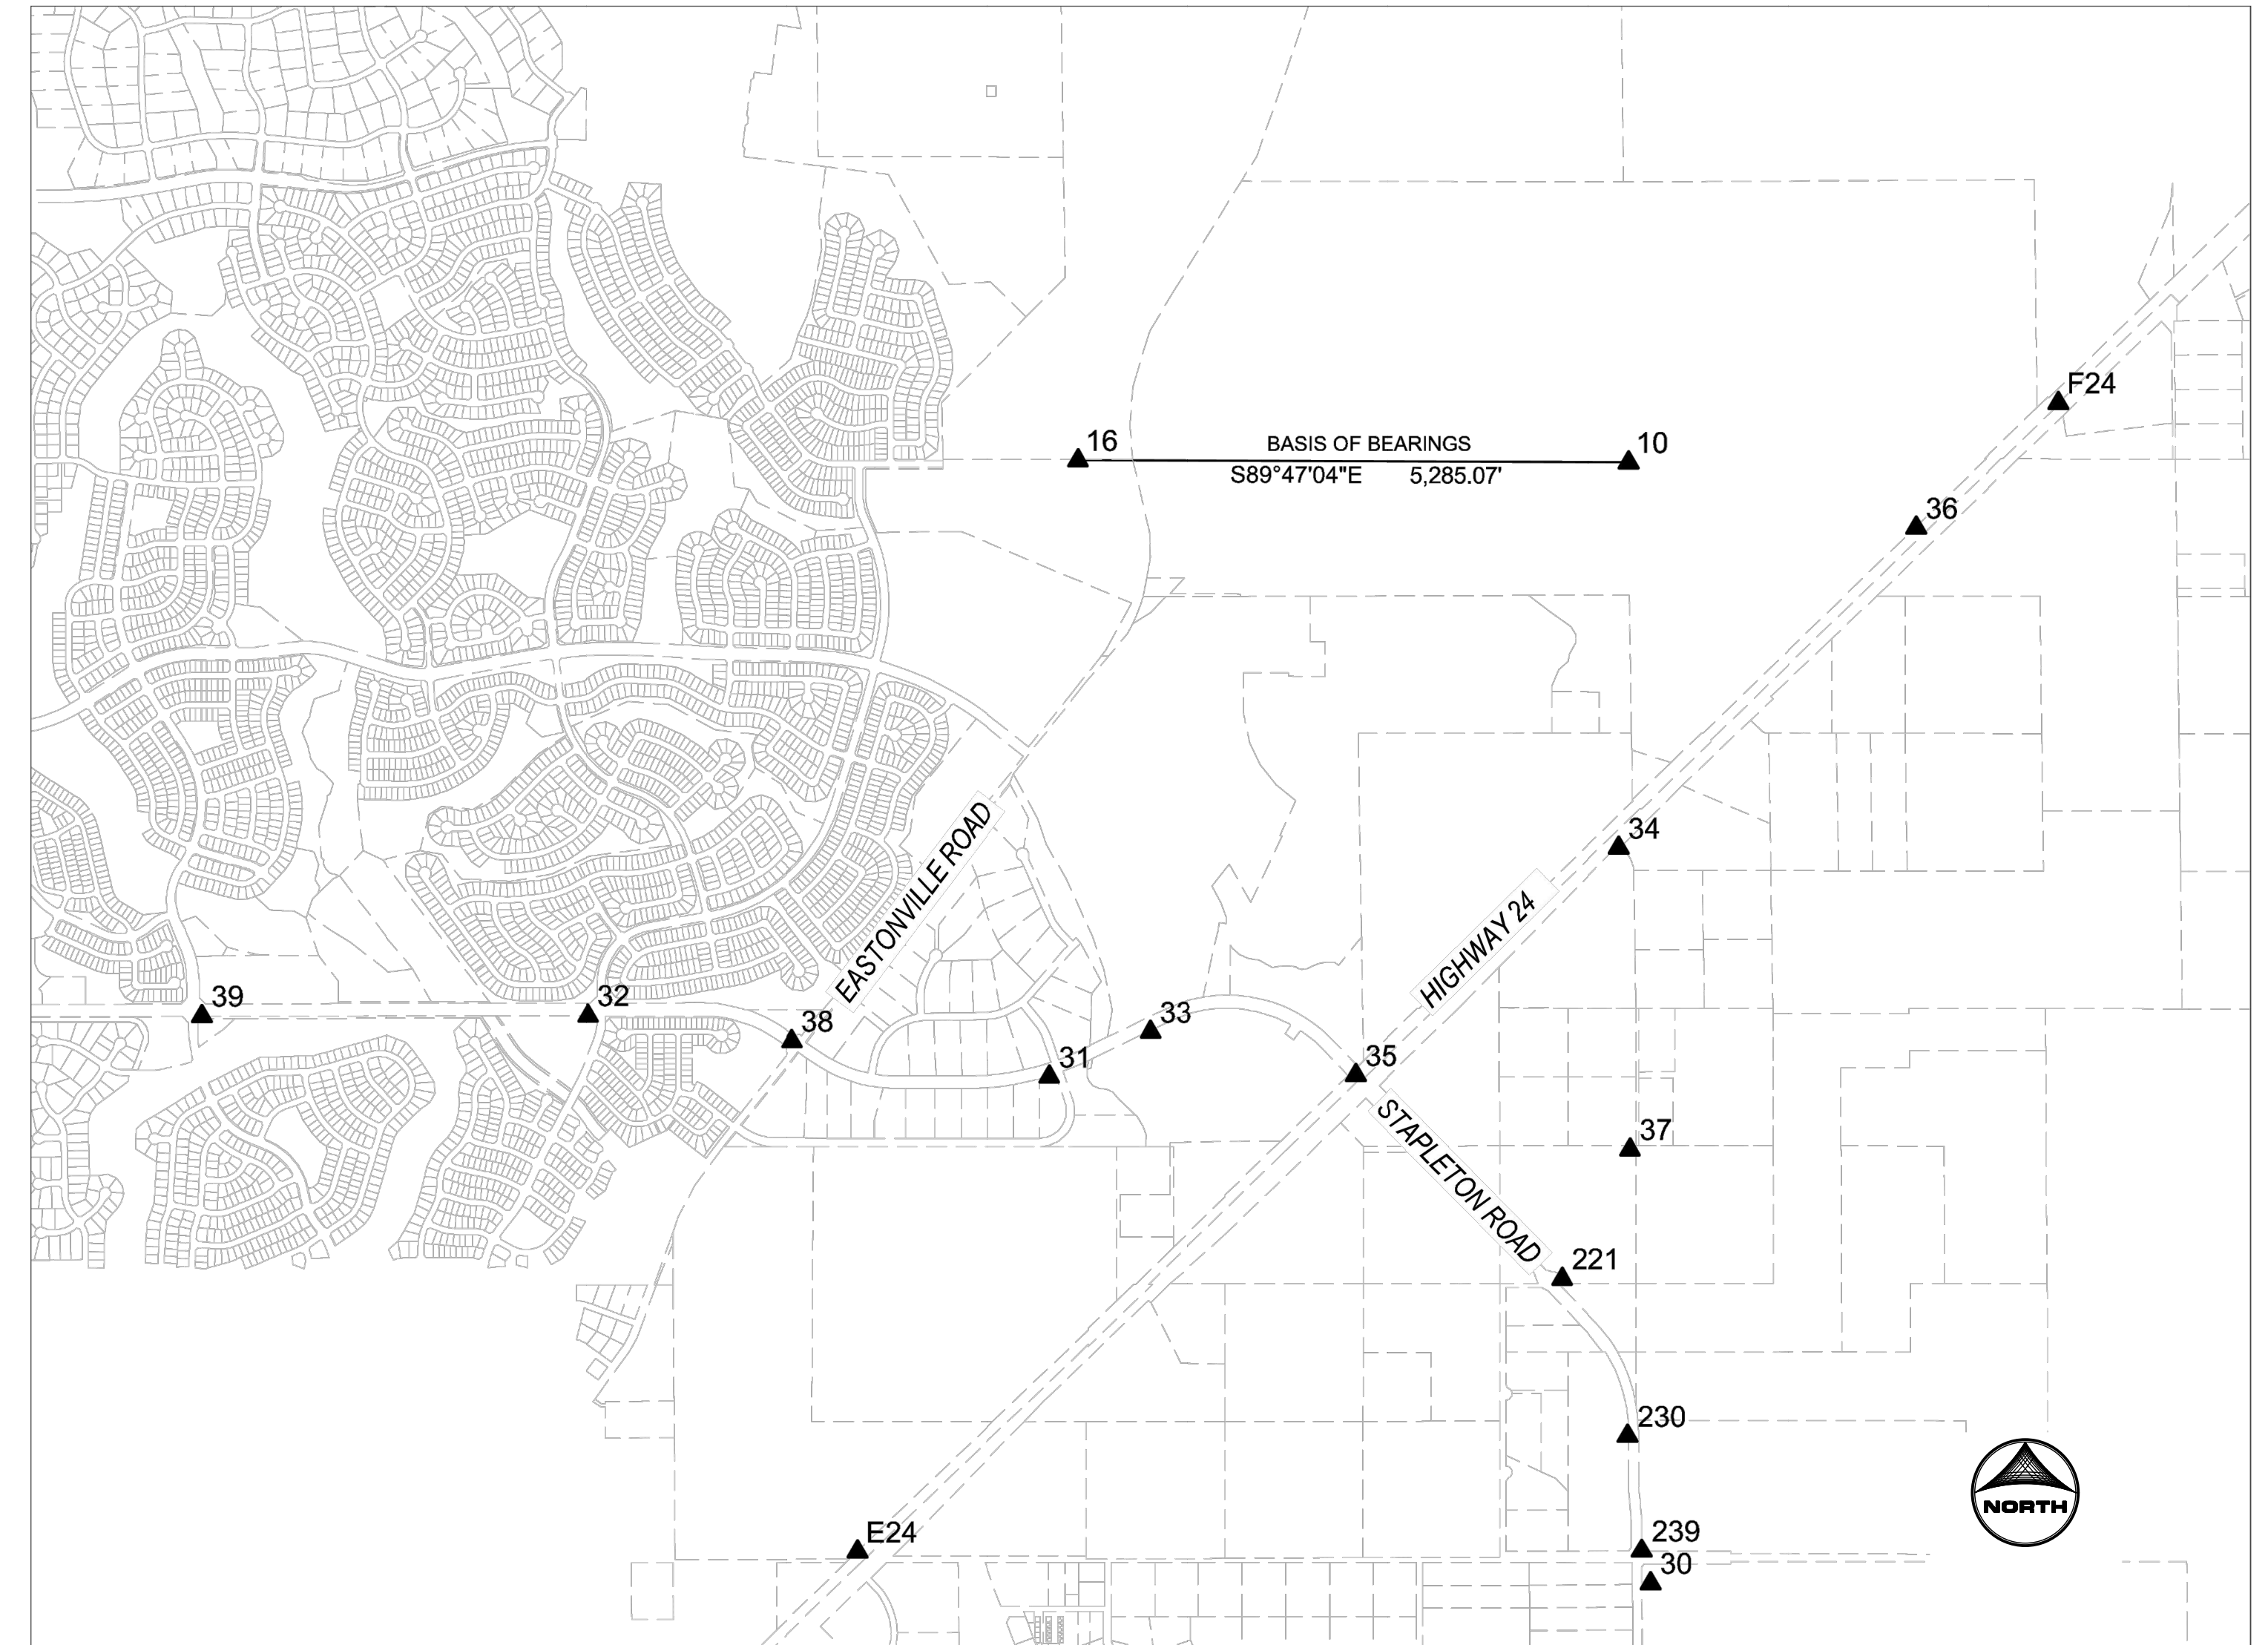 F24
16
BASIS OF BEARINGS
10
S89°47'04"E 5,285.07'
36
34
EASTONVILLE ROAD
HIGHWAY 24
39
32
38
33
31
35
STAPLETON ROAD
37
221
230
NORTH
E24
239
30